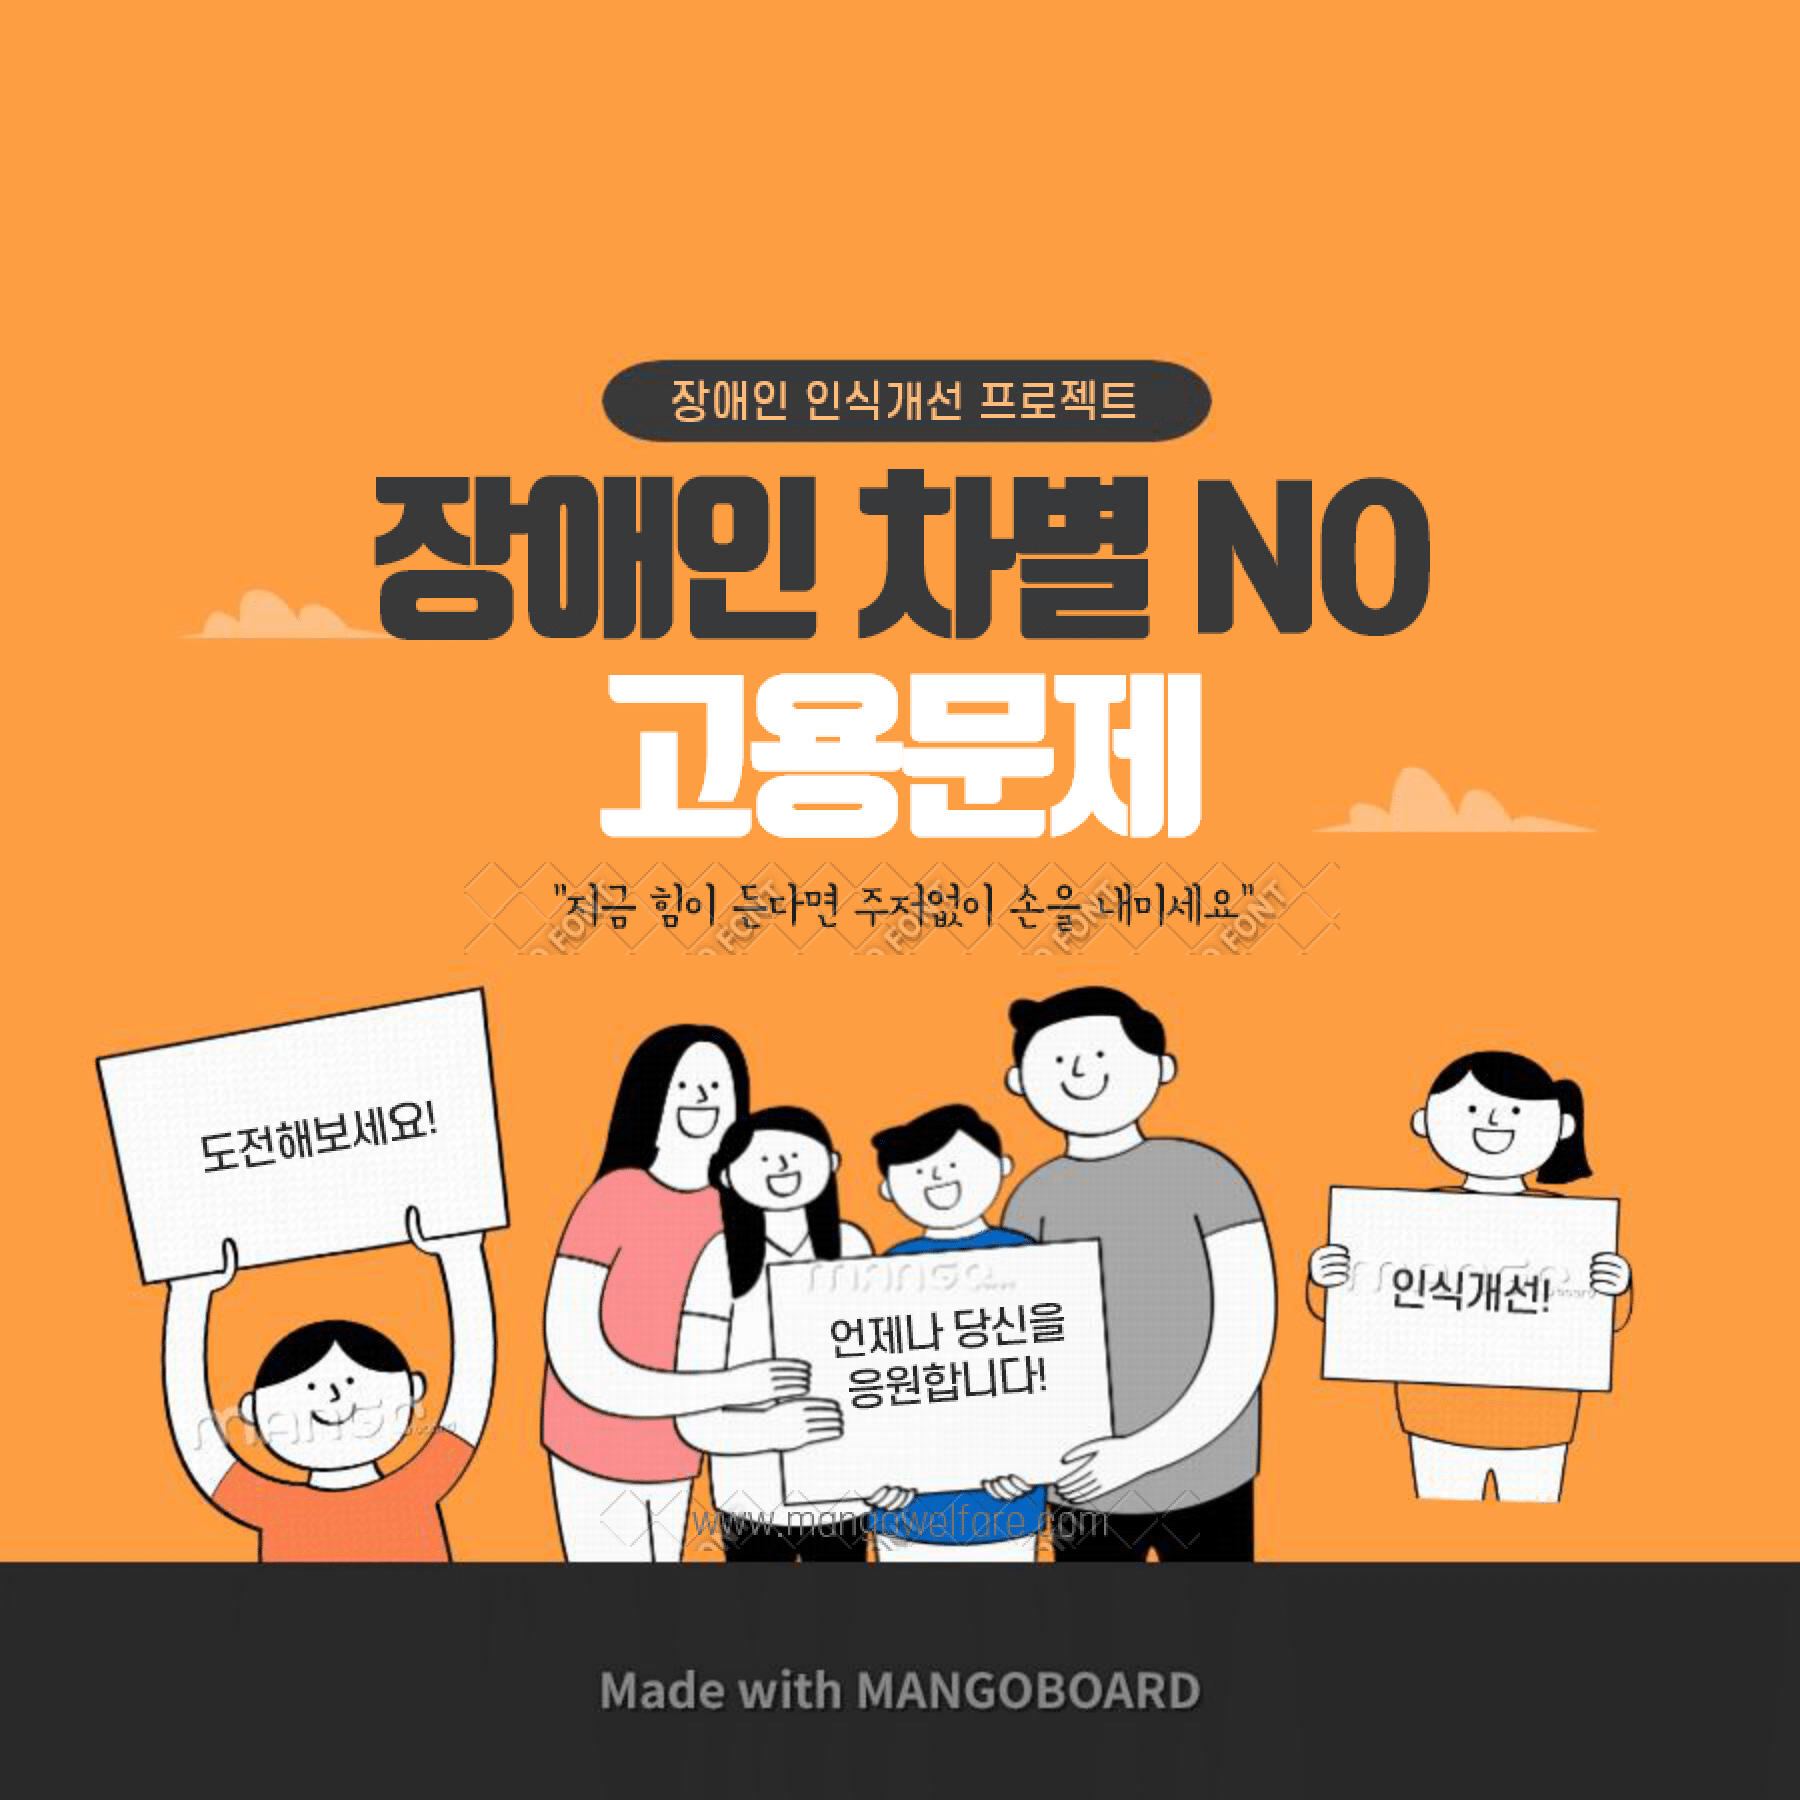 장애인 인식개선 프로젝트
장애인 차별 NO
고용문제
"지금 힘이 든다면 주저없이 손을 내미세요"
도전해보세요!
언제나 당신을
응원합니다!
인식개선!
www.mangowelfare.com
Made with MANGOBOARD